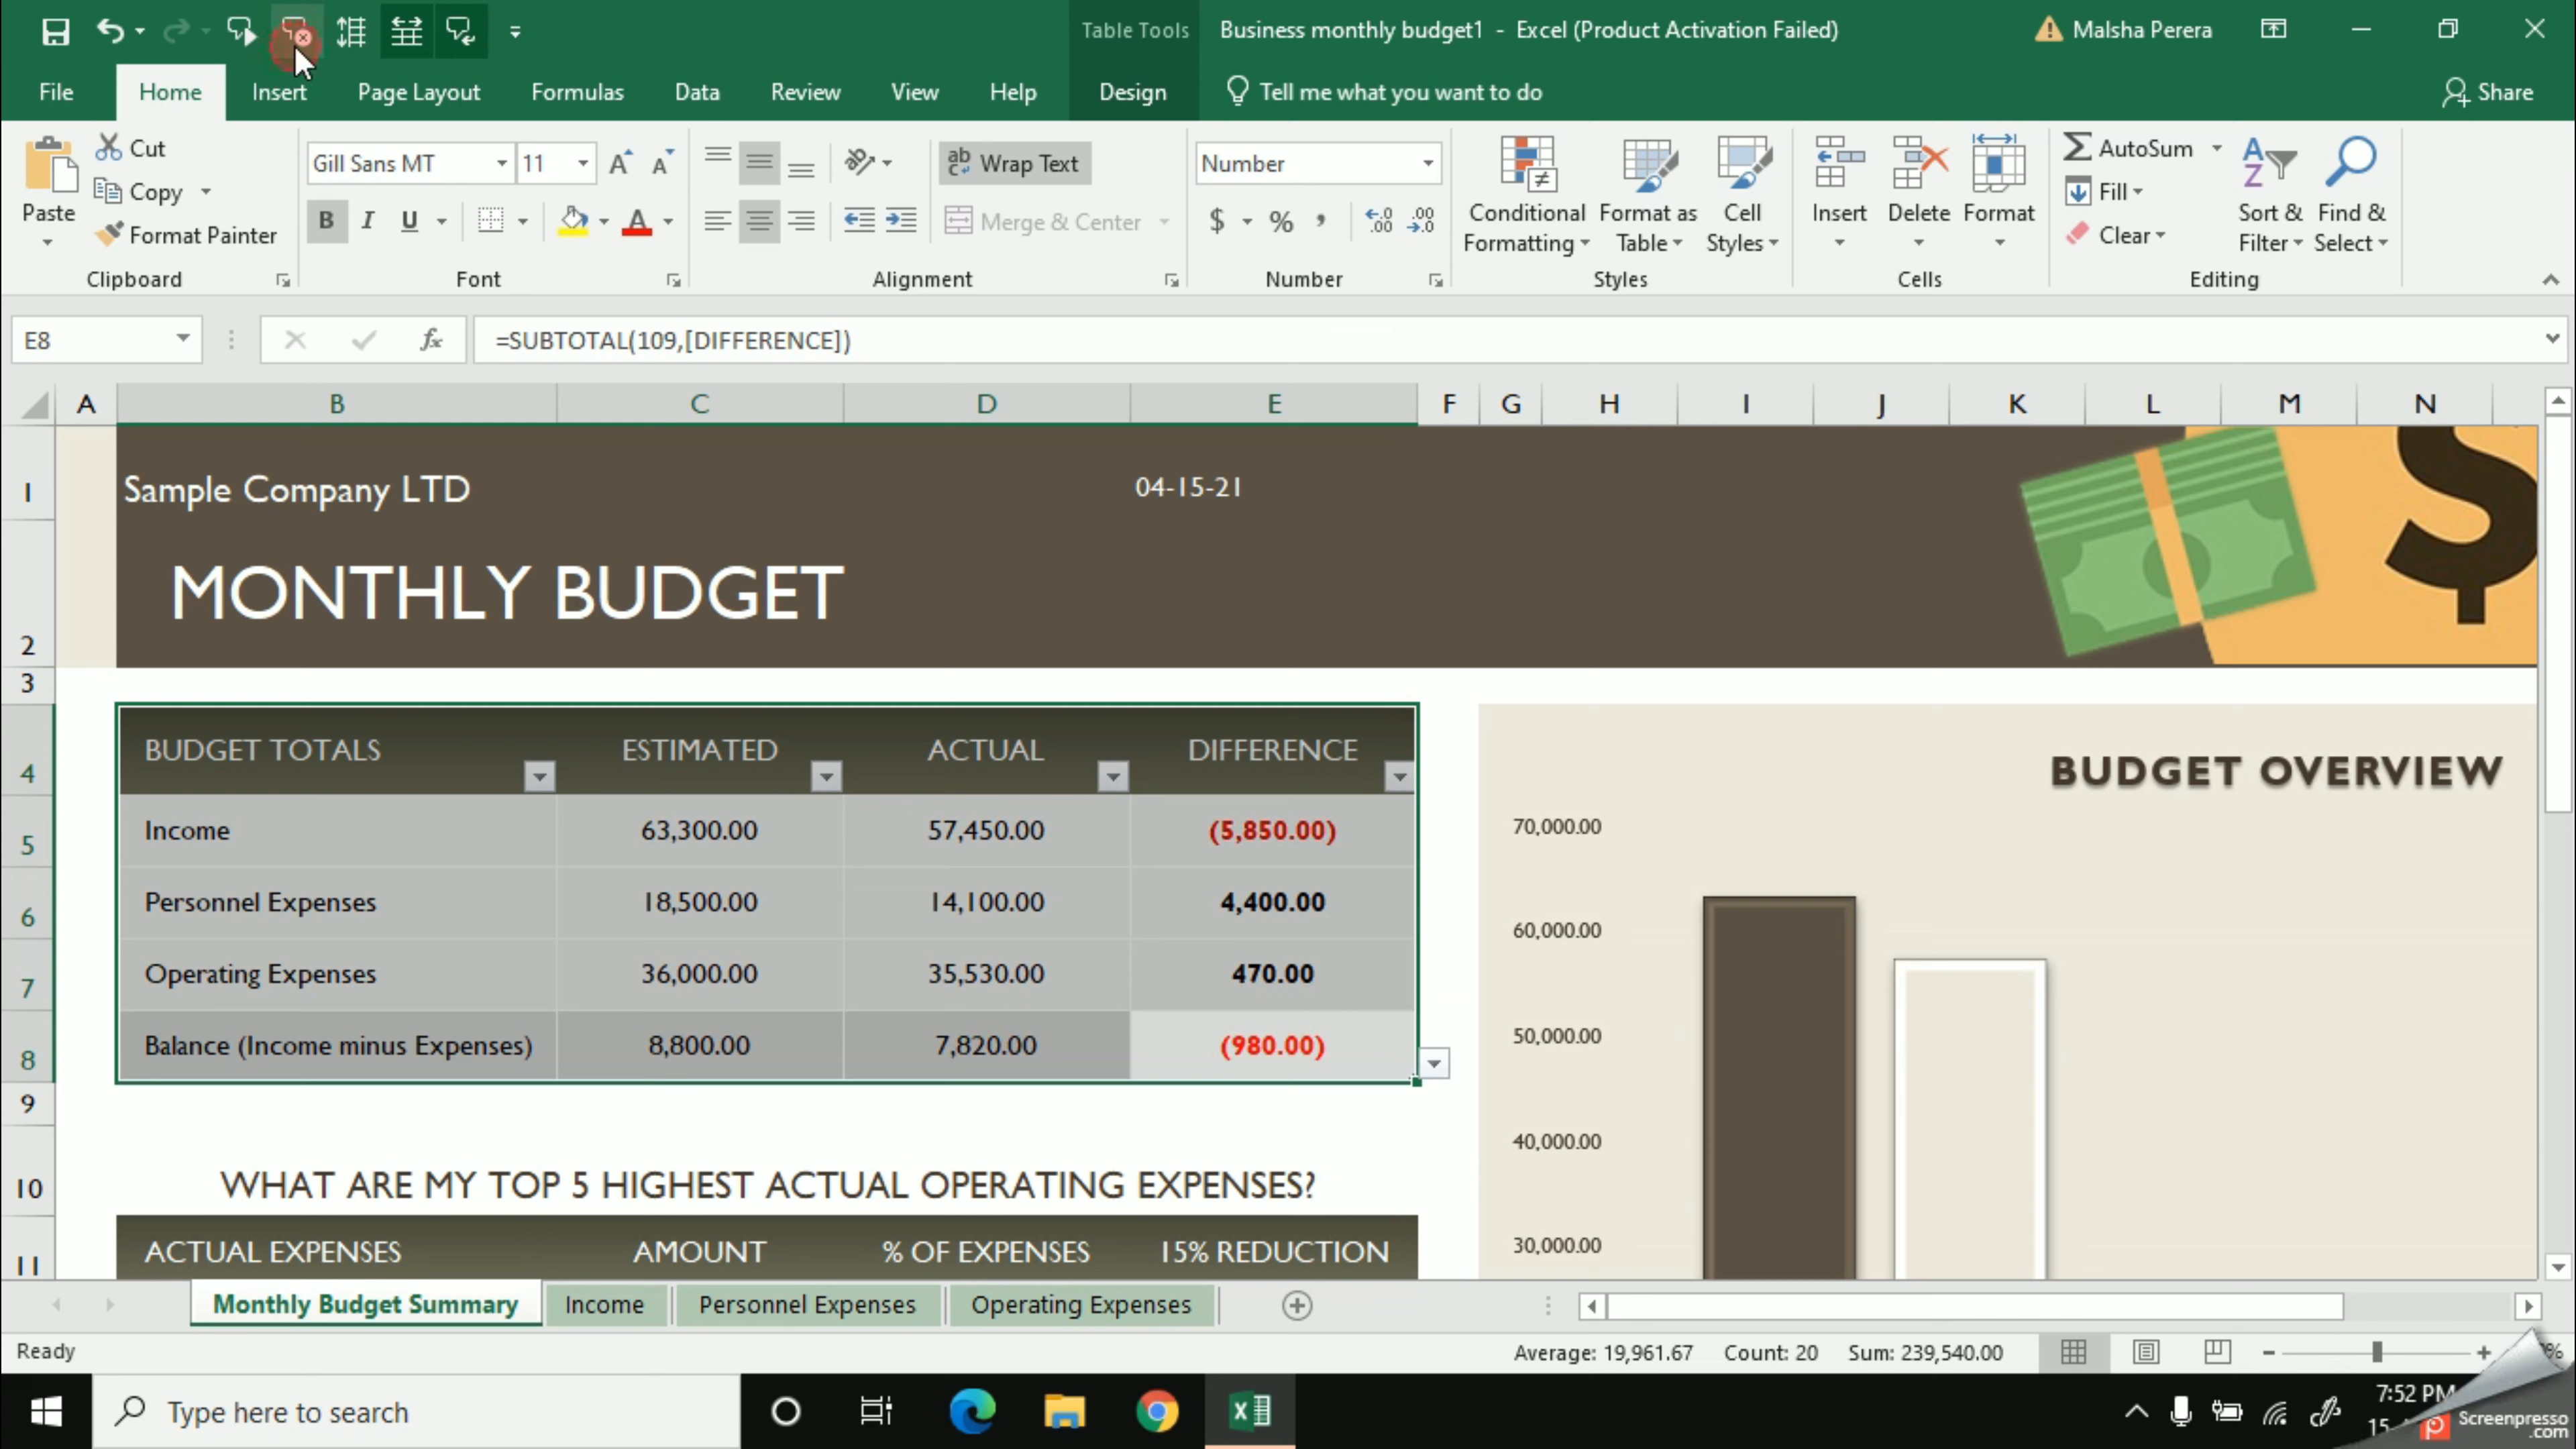 Table Tools
Business monthly budget1 - Excel (Product Activation Failed)
Malsha Perera
File Home Insert Page Layout Formulas Data Review View Help Design Tell me what you want to do Share
Paste
Cut
Copy
Format Painter
Clipboard
Gill Sans MT 11
B I U A
Font
Wrap Text
Merge & Center
Alignment
Number
$ % ,
Number
Conditional Formatting
Format as Table
Cell Styles
Styles
Insert Delete Format
Cells
AutoSum
Fill
Clear
Sort & Filter
Find & Select
Editing
E8 fx =SUBTOTAL(109,[DIFFERENCE])
A B C D E F G H I J K L M N
1 Sample Company LTD 04-15-21
2 MONTHLY BUDGET
$
3
4 BUDGET TOTALS ESTIMATED ACTUAL DIFFERENCE
5 Income 63,300.00 57,450.00 (5,850.00)
6 Personnel Expenses 18,500.00 14,100.00 4,400.00
7 Operating Expenses 36,000.00 35,530.00 470.00
8 Balance (Income minus Expenses) 8,800.00 7,820.00 (980.00)
9
10 WHAT ARE MY TOP 5 HIGHEST ACTUAL OPERATING EXPENSES?
11 ACTUAL EXPENSES AMOUNT % OF EXPENSES 15% REDUCTION
BUDGET OVERVIEW
70,000.00
60,000.00
50,000.00
40,000.00
30,000.00
Monthly Budget Summary Income Personnel Expenses Operating Expenses
Ready Average: 19,961.67 Count: 20 Sum: 239,540.00
Type here to search
7:52 PM
Screenpresso
.com